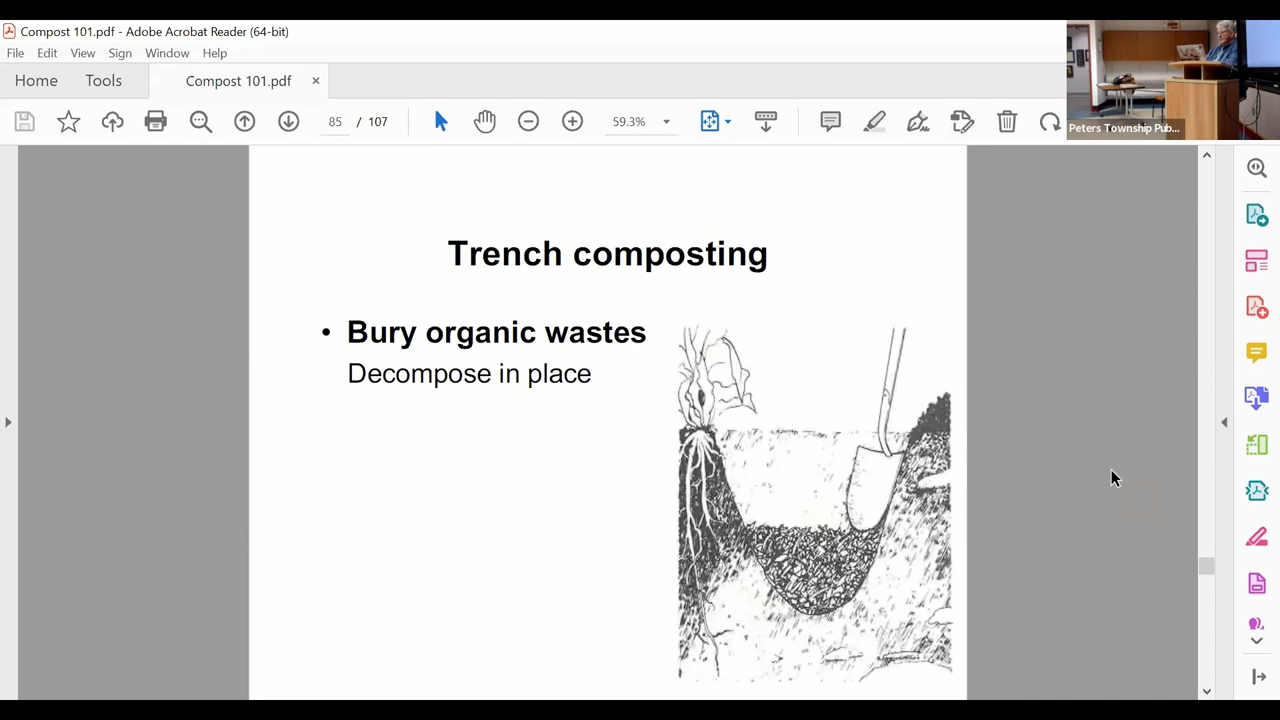 Compost 101.pdf - Adobe Acrobat Reader (64-bit)
File Edit View Sign Window Help
Home Tools Compost 101.pdf ×
85 / 107 59.3%
Peters Township Pub...
Trench composting
• Bury organic wastes
Decompose in place